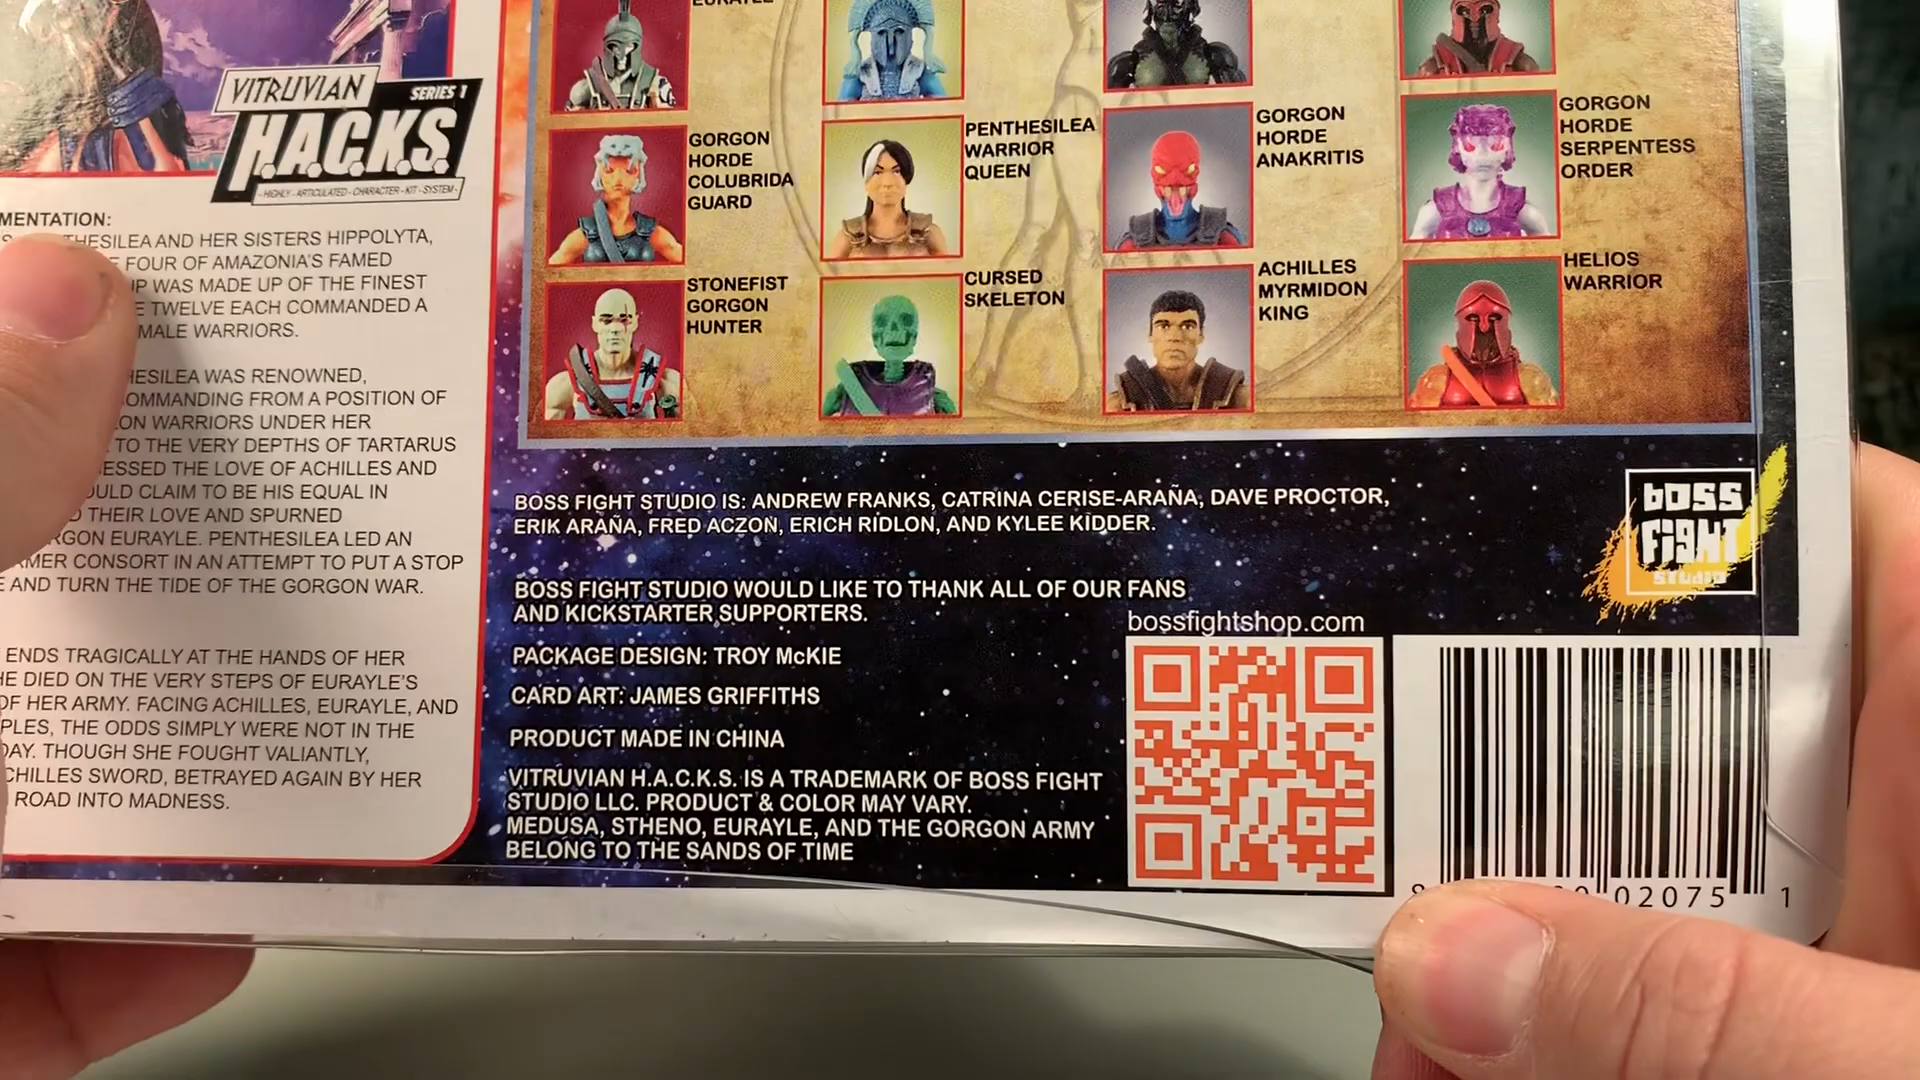 VITRUVIAN
SERIES 1
H.A.C.K.S.
- HIGHLY - ARTICULATED - CHARACTER - KIT - SYSTEM -
MENTATION:
THESILEA AND HER SISTERS HIPPOLYTA,
FOUR OF AMAZONIA'S FAMED
WAS MADE UP OF THE FINEST
TWELVE EACH COMMANDED A
MALE WARRIORS.
HESILEA WAS RENOWNED,
OMMANDING FROM A POSITION OF
ON WARRIORS UNDER HER
TO THE VERY DEPTHS OF TARTARUS
ESSED THE LOVE OF ACHILLES AND
OULD CLAIM TO BE HIS EQUAL IN
THEIR LOVE AND SPURNED
RGON EURAYLE. PENTHESILEA LED AN
RMER CONSORT IN AN ATTEMPT TO PUT A STOP
E AND TURN THE TIDE OF THE GORGON WAR.
ENDS TRAGICALLY AT THE HANDS OF HER
HE DIED ON THE VERY STEPS OF EURAYLE'S
OF HER ARMY. FACING ACHILLES, EURAYLE, AND
PLES, THE ODDS SIMPLY WERE NOT IN THE
DAY. THOUGH SHE FOUGHT VALIANTLY,
CHILLES SWORD, BETRAYED AGAIN BY HER
ROAD INTO MADNESS.
EURAYLE
GORGON
HORDE
COLUBRIDA
GUARD
PENTHESILEA
WARRIOR
QUEEN
GORGON
HORDE
ANAKRITIS
GORGON
HORDE
SERPENTESS
ORDER
STONEFIST
GORGON
HUNTER
CURSED
SKELETON
ACHILLES
MYRMIDON
KING
HELIOS
WARRIOR
BOSS FIGHT STUDIO IS: ANDREW FRANKS, CATRINA CERISE-ARAÑA, DAVE PROCTOR,
ERIK ARAÑA, FRED ACZON, ERICH RIDLON, AND KYLEE KIDDER.
BOSS FIGHT STUDIO WOULD LIKE TO THANK ALL OF OUR FANS
AND KICKSTARTER SUPPORTERS.
PACKAGE DESIGN: TROY McKIE
CARD ART: JAMES GRIFFITHS
PRODUCT MADE IN CHINA
VITRUVIAN H.A.C.K.S. IS A TRADEMARK OF BOSS FIGHT
STUDIO LLC. PRODUCT & COLOR MAY VARY.
MEDUSA, STHENO, EURAYLE, AND THE GORGON ARMY
BELONG TO THE SANDS OF TIME
bossfightshop.com
bOSS
FigHT
STUDIO
02075 1